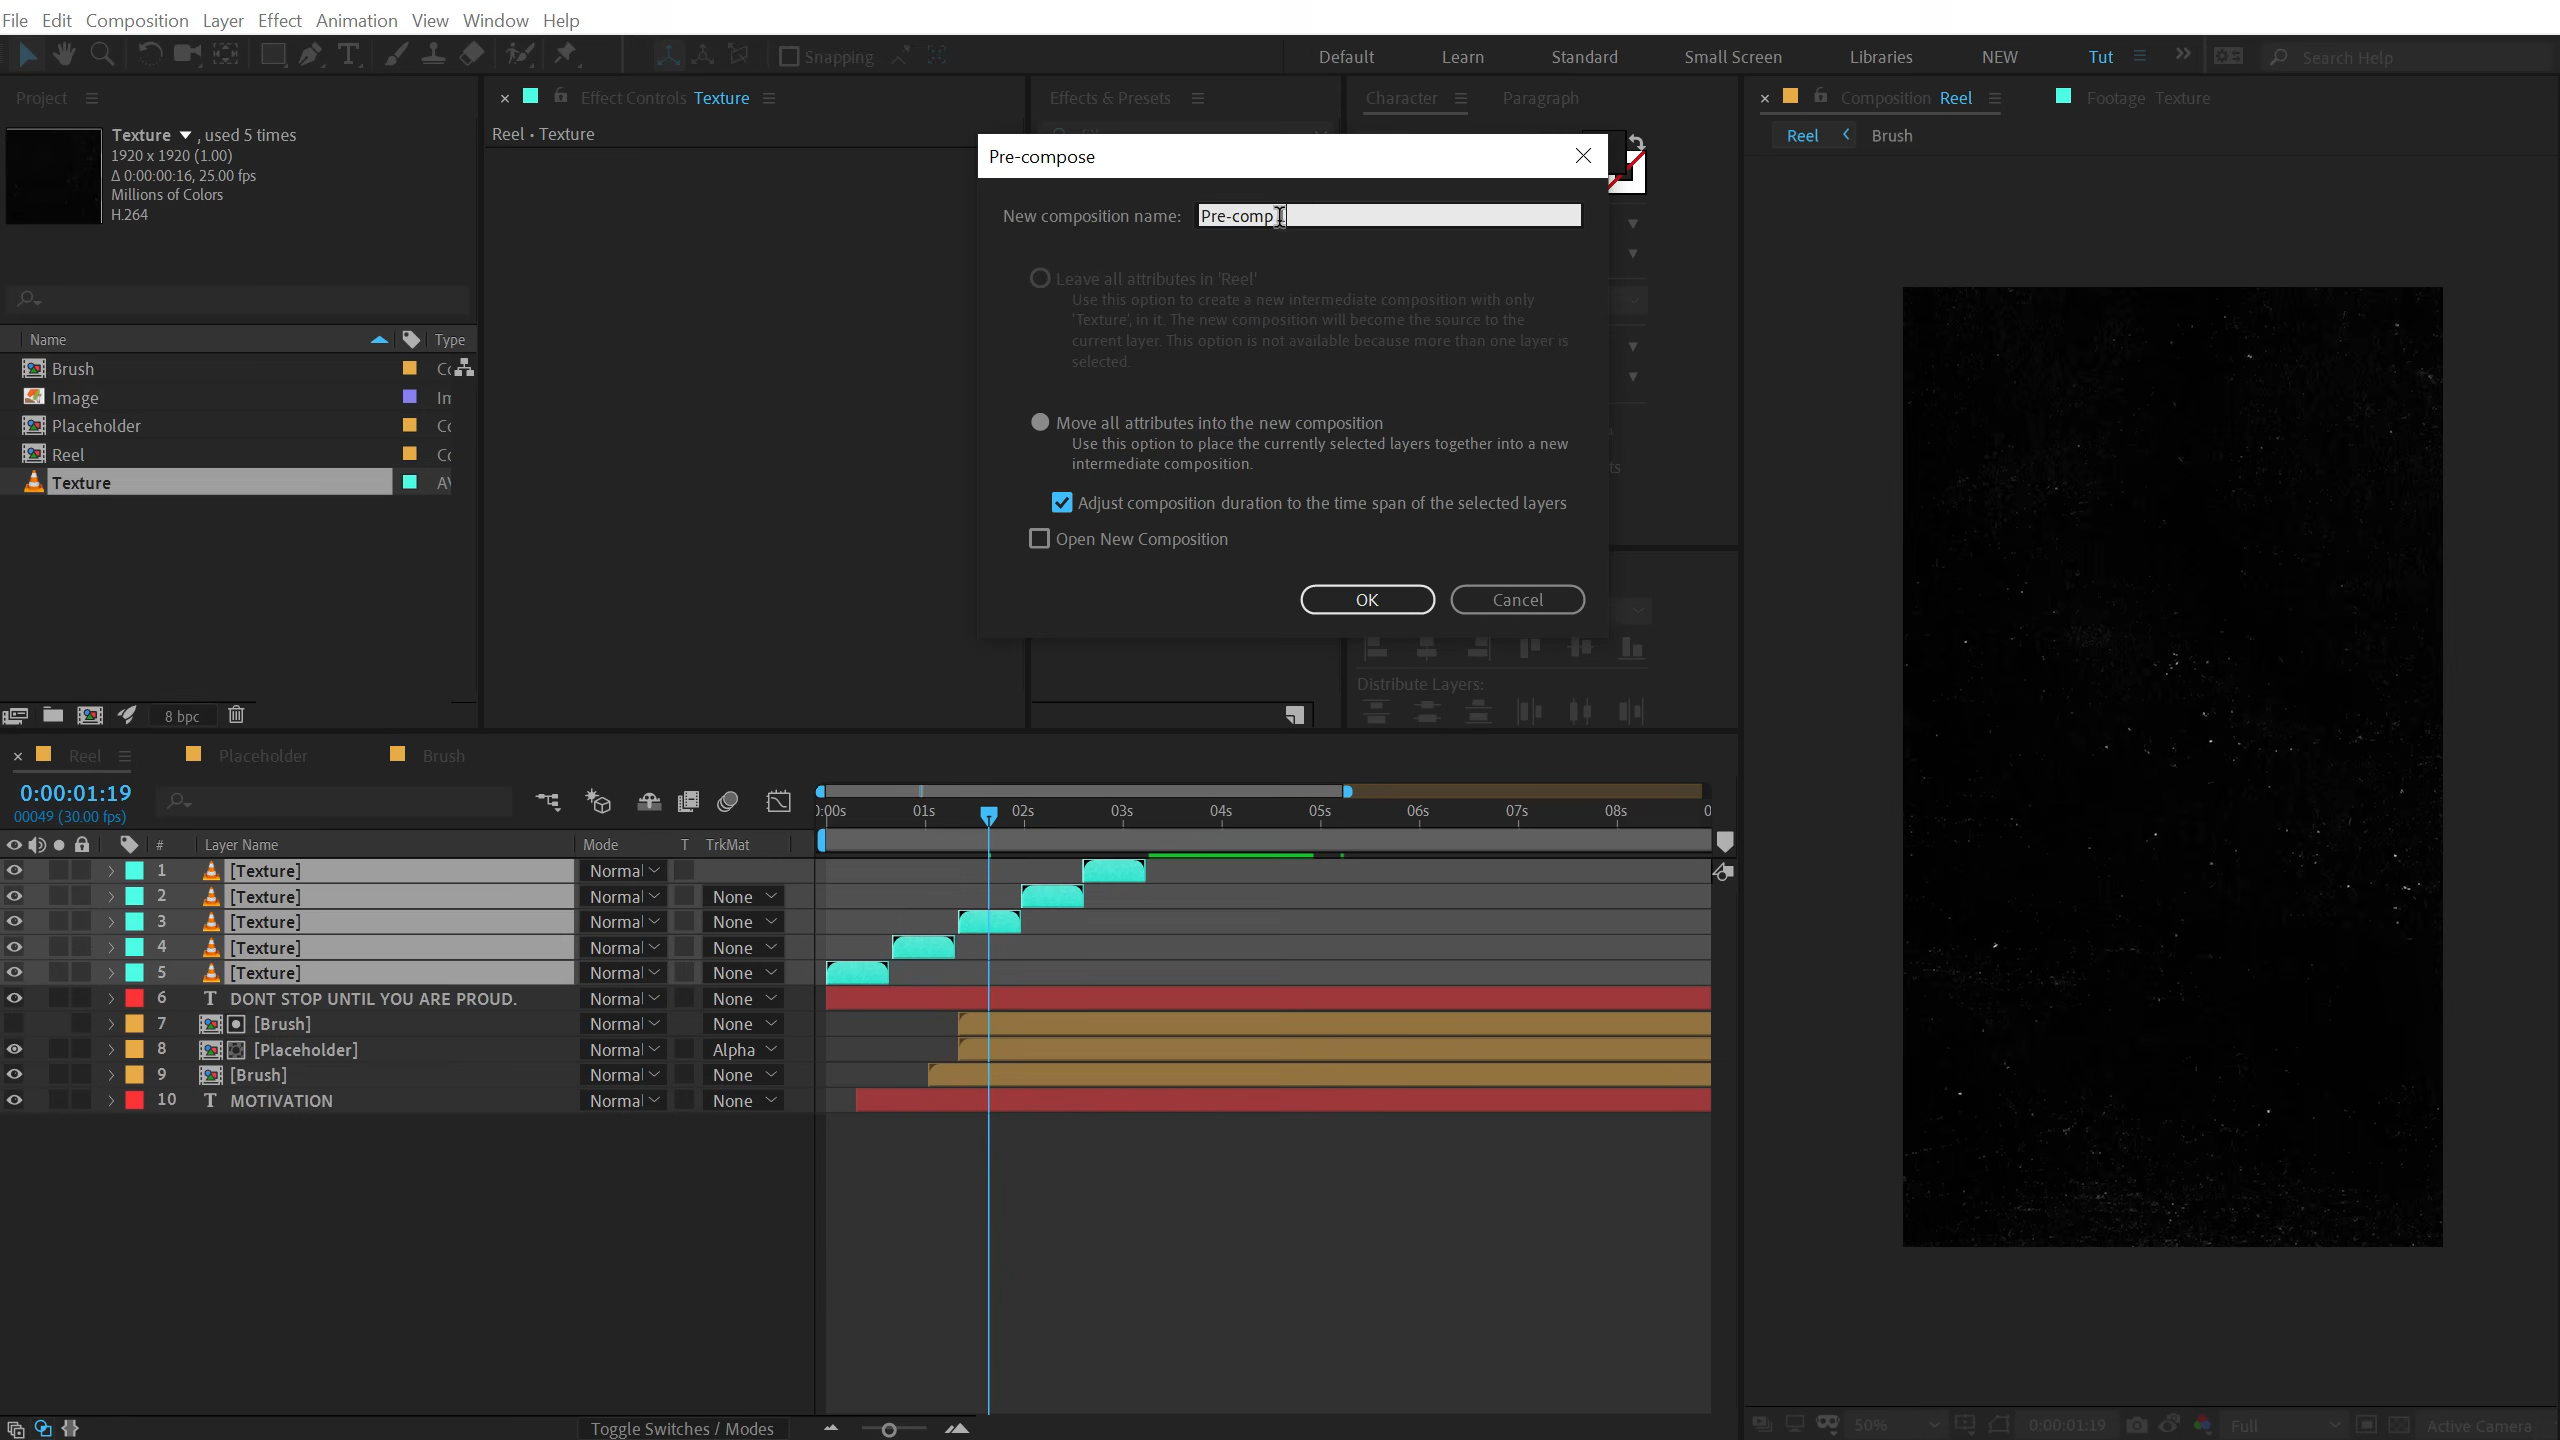 File Edit Composition Layer Effect Animation View Window Help
Snapping
Default Learn Standard Small Screen Libraries NEW Tut
Search Help
Project
Effect Controls Texture
Effects & Presets
Character
Paragraph
Composition Reel
Footage Texture
Texture , used 5 times
1920 x 1920 (1.00)
Δ 0:00:00:16, 25.00 fps
Millions of Colors
H.264
Reel • Texture
Reel Brush
Pre-compose
New composition name: Pre-comp
Leave all attributes in 'Reel'
Use this option to create a new intermediate composition with only
'Texture', in it. The new composition will become the source to the
current layer. This option is not available because more than one layer is
selected.
Move all attributes into the new composition
Use this option to place the currently selected layers together into a new
intermediate composition.
Adjust composition duration to the time span of the selected layers
Open New Composition
OK Cancel
Name Type
Brush
Image
Placeholder
Reel
Texture
8 bpc
Distribute Layers:
Reel Placeholder Brush
0:00:01:19
00049 (30.00 fps)
01s 02s 03s 04s 05s 06s 07s 08s
# Layer Name Mode T TrkMat
1 [Texture]
2 [Texture] None
3 [Texture] None
4 [Texture] None
5 [Texture] None
6 T DONT STOP UNTIL YOU ARE PROUD. None
7 [Brush] None
8 [Placeholder] Alpha
9 [Brush] None
10 T MOTIVATION None
Toggle Switches / Modes
50% 0:00:01:19 Full Active Camera